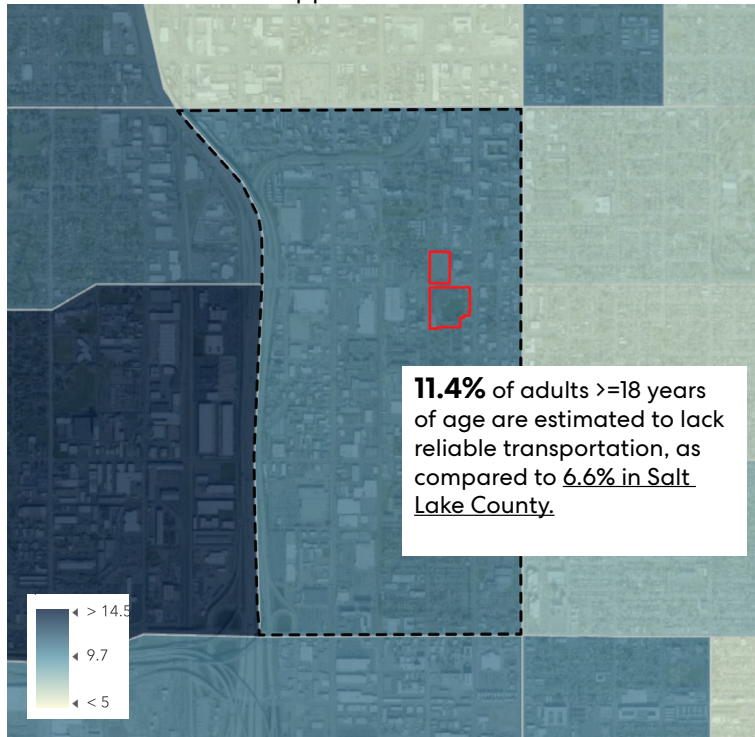 11.4% of adults >=18 years
of age are estimated to lack
reliable transportation, as
compared to 6.6% in Salt
Lake County.
> 14.5
9.7
< 5